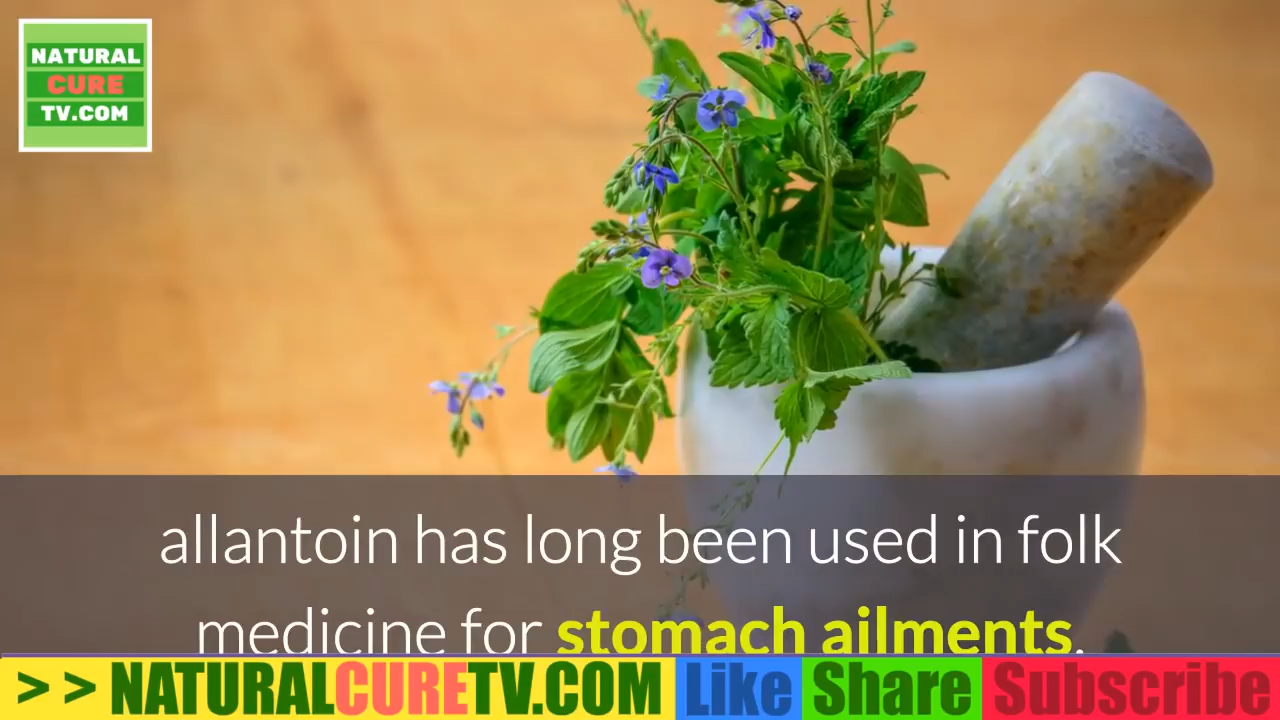 NATURAL
CURE
TV.COM
allantoin has long been used in folk
medicine for stomach ailments.
> > NATURALCURETV.COM Like Share Subscribe